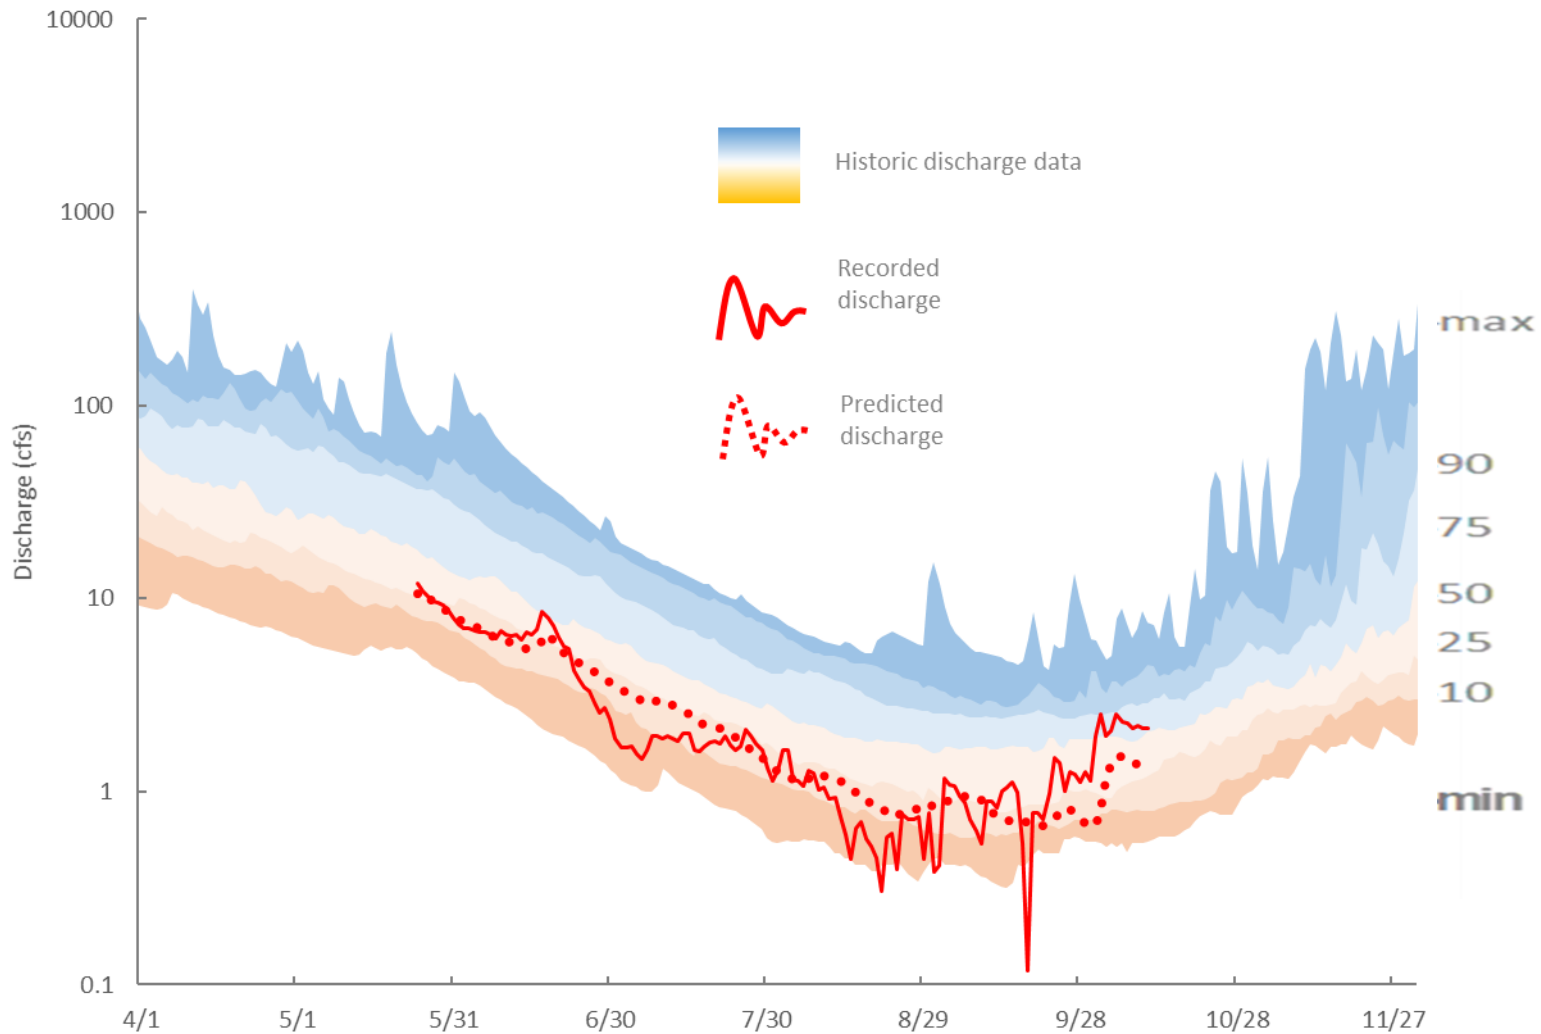 10000
1000
100
10
1
0.1
Discharge (cfs)
Historic discharge data
Recorded
discharge
Predicted
discharge
max
90
75
50
25
10
min
4/1
5/1
5/31
6/30
7/30
8/29
9/28
10/28
11/27